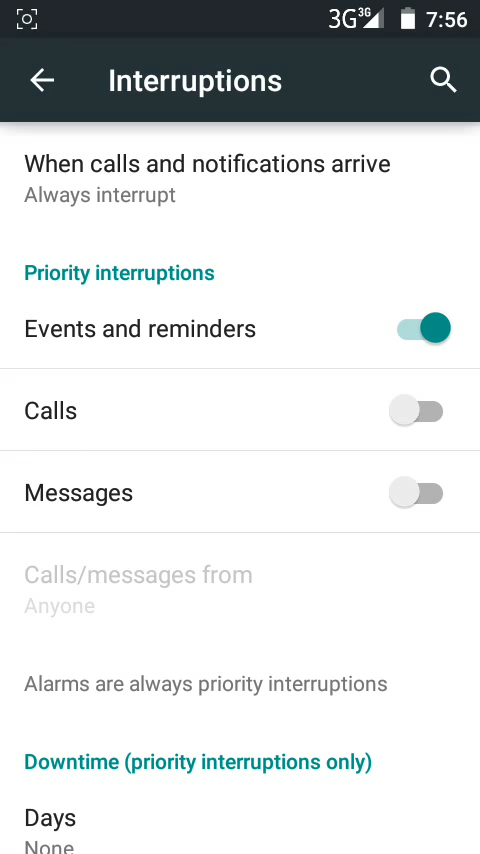 3G 3G 7:56
Interruptions
When calls and notifications arrive
Always interrupt
Priority interruptions
Events and reminders
Calls
Messages
Calls/messages from
Anyone
Alarms are always priority interruptions
Downtime (priority interruptions only)
Days
None